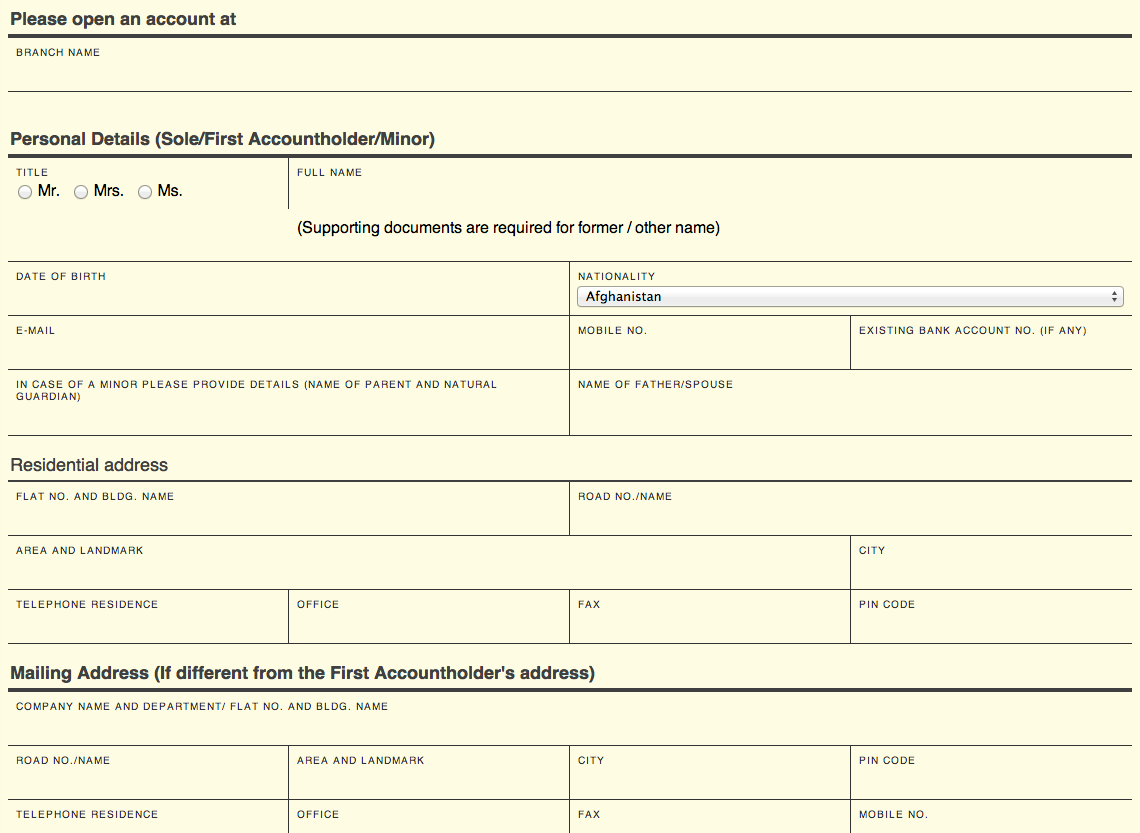 Please open an account at
BRANCH NAME
Personal Details (Sole/First Accountholder/Minor)
TITLE
Mr. Mrs. Ms.
FULL NAME
(Supporting documents are required for former / other name)
DATE OF BIRTH
NATIONALITY
Afghanistan
E-MAIL
MOBILE NO.
EXISTING BANK ACCOUNT NO. (IF ANY)
IN CASE OF A MINOR PLEASE PROVIDE DETAILS (NAME OF PARENT AND NATURAL
GUARDIAN)
NAME OF FATHER/SPOUSE
Residential address
FLAT NO. AND BLDG. NAME
ROAD NO./NAME
AREA AND LANDMARK
CITY
TELEPHONE RESIDENCE
OFFICE
FAX
PIN CODE
Mailing Address (If different from the First Accountholder's address)
COMPANY NAME AND DEPARTMENT/ FLAT NO. AND BLDG. NAME
ROAD NO./NAME
AREA AND LANDMARK
CITY
PIN CODE
TELEPHONE RESIDENCE
OFFICE
FAX
MOBILE NO.